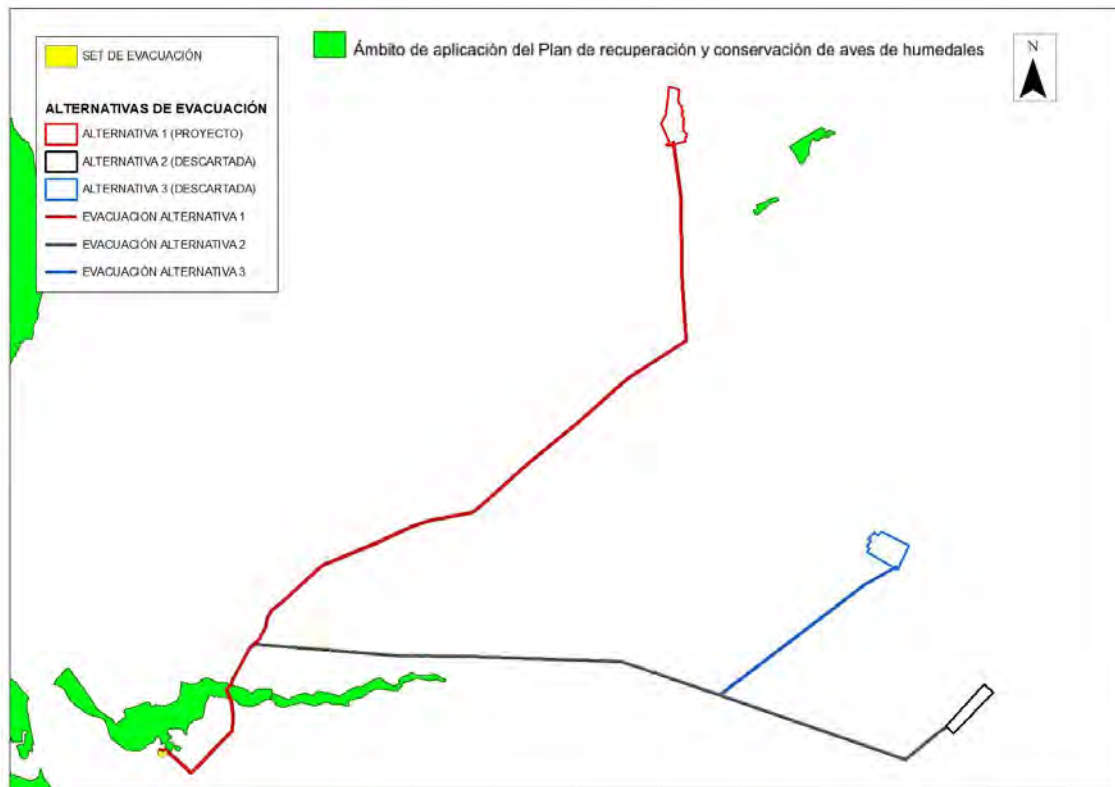 SET DE EVACUACIÓN
ALTERNATIVAS DE EVACUACIÓN
ALTERNATIVA 1 (PROYECTO)
ALTERNATIVA 2 (DESCARTADA)
ALTERNATIVA 3 (DESCARTADA)
EVACUACION ALTERNATIVA 1
EVACUACIÓN ALTERNATIVA 2
EVACUACIÓN ALTERNATIVA 3
Ámbito de aplicación del Plan de recuperación y conservación de aves de humedales
N